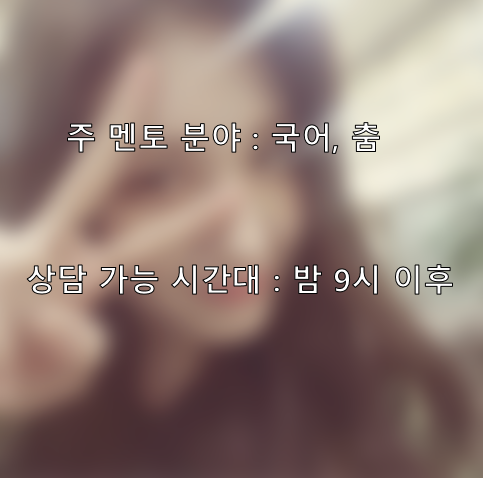 주 멘토 분야 : 국어, 춤
상담 가능 시간대 : 밤 9시 이후